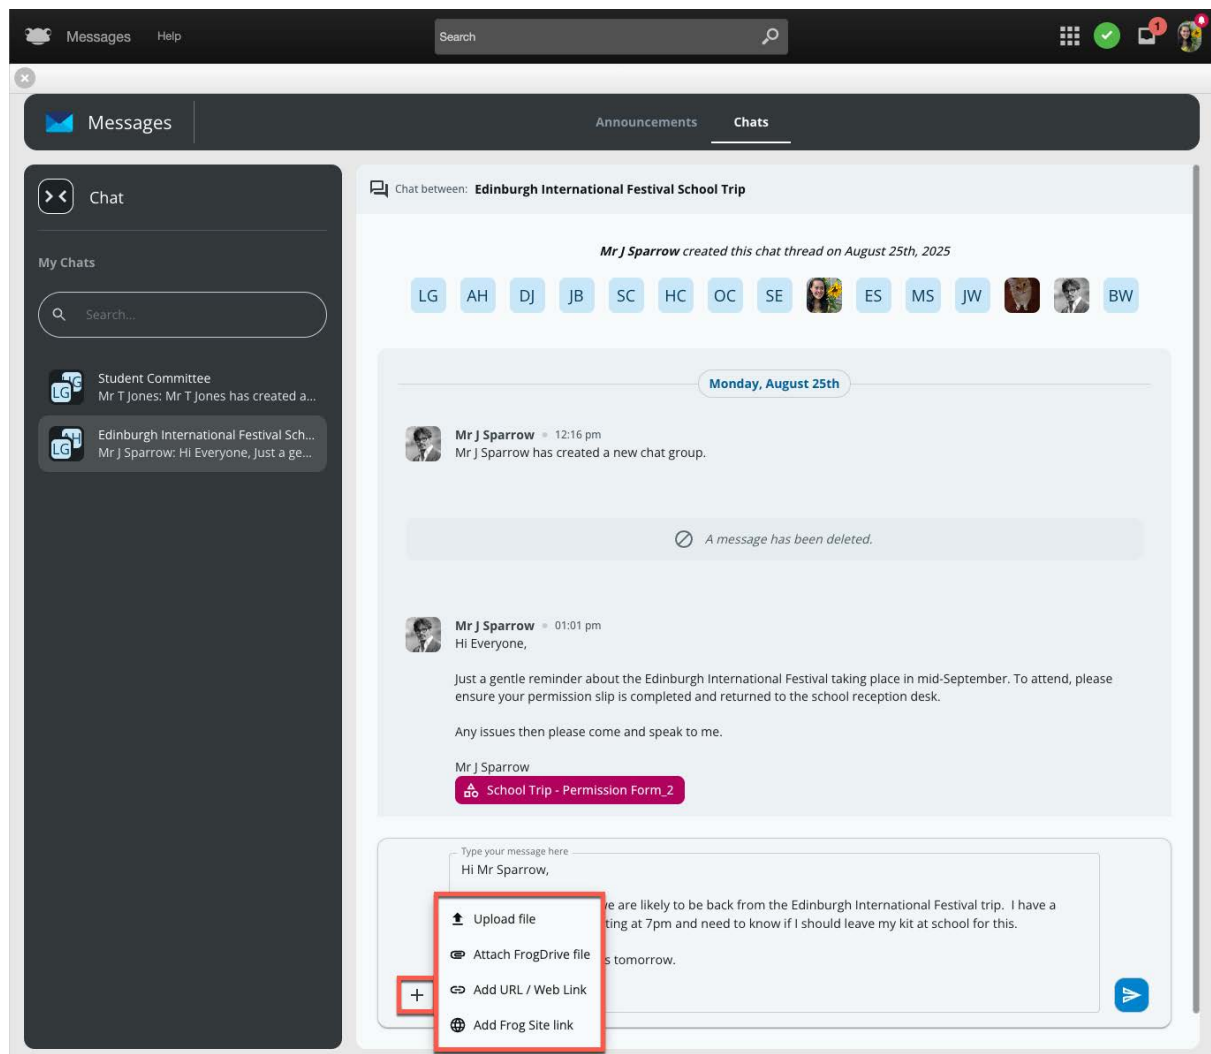 Messages Help Search 1
Messages
Announcements Chats
Chat
My Chats
Search...
LG
Student Committee
Mr T Jones: Mr T Jones has created a...
LG
Edinburgh International Festival Sch...
Mr J Sparrow: Hi Everyone, Just a ge...
Chat between: Edinburgh International Festival School Trip
Mr J Sparrow created this chat thread on August 25th, 2025
LG AH DJ JB SC HC OC SE ES MS JW BW
Monday, August 25th
Mr J Sparrow 12:16 pm
Mr J Sparrow has created a new chat group.
A message has been deleted.
Mr J Sparrow 01:01 pm
Hi Everyone,
Just a gentle reminder about the Edinburgh International Festival taking place in mid-September. To attend, please
ensure your permission slip is completed and returned to the school reception desk.
Any issues then please come and speak to me.
Mr J Sparrow
School Trip - Permission Form_2
Type your message here
Hi Mr Sparrow,
are likely to be back from the Edinburgh International Festival trip. I have a
at 7pm and need to know if I should leave my kit at school for this.
tomorrow.
Upload file
Attach FrogDrive file
Add URL / Web Link
Add Frog Site link